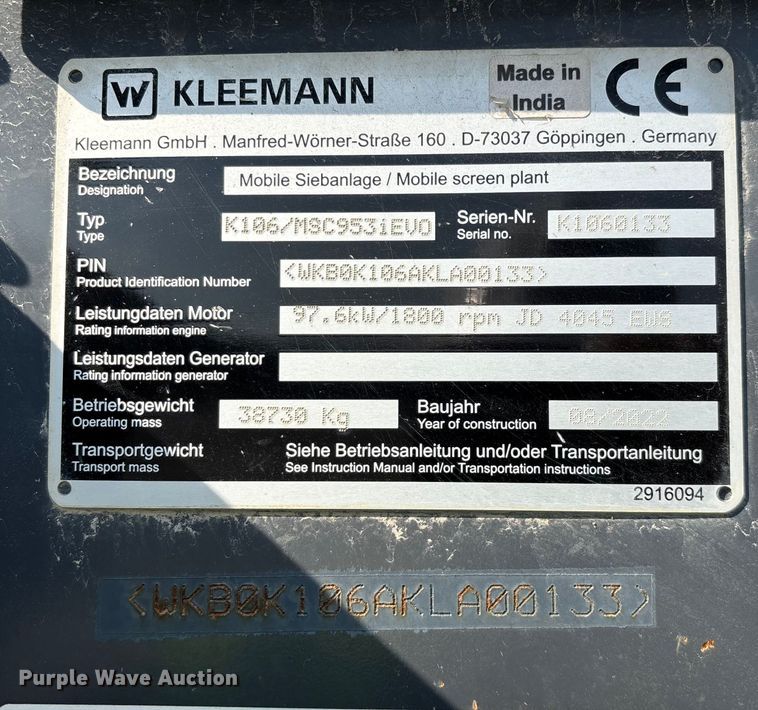 W KLEEMANN Made in India CE
Kleemann GmbH . Manfred-Wörner-Straße 160 . D-73037 Göppingen . Germany
Bezeichnung
Designation
Mobile Siebanlage / Mobile screen plant
Typ
Type
K106/MSC953iEVO
Serien-Nr.
Serial no.
K1060133
PIN
Product Identification Number
<WKB0K106AKLA00133>
Leistungdaten Motor
Rating information engine
97.6kW/1800 rpm JD 4045 EW8
Leistungsdaten Generator
Rating information generator
Betriebsgewicht
Operating mass
38730 Kg
Baujahr
Year of construction
08/2022
Transportgewicht
Transport mass
Siehe Betriebsanleitung und/oder Transportanleitung
See Instruction Manual and/or Transportation instructions
2916094
<WKB0K106AKLA00133>
Purple Wave Auction